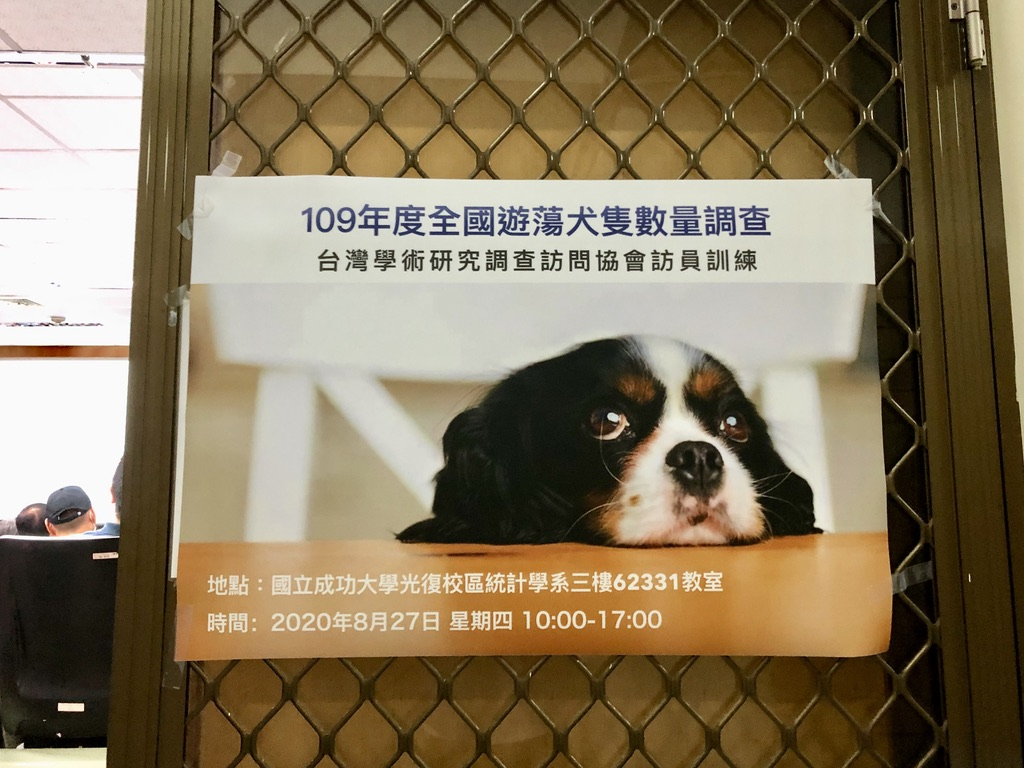 109年度全國遊蕩犬隻數量調查
台灣學術研究調查訪問協會訪員訓練
地點：國立成功大學光復校區統計學系三樓62331教室
時間：2020年8月27日 星期四 10:00-17:00